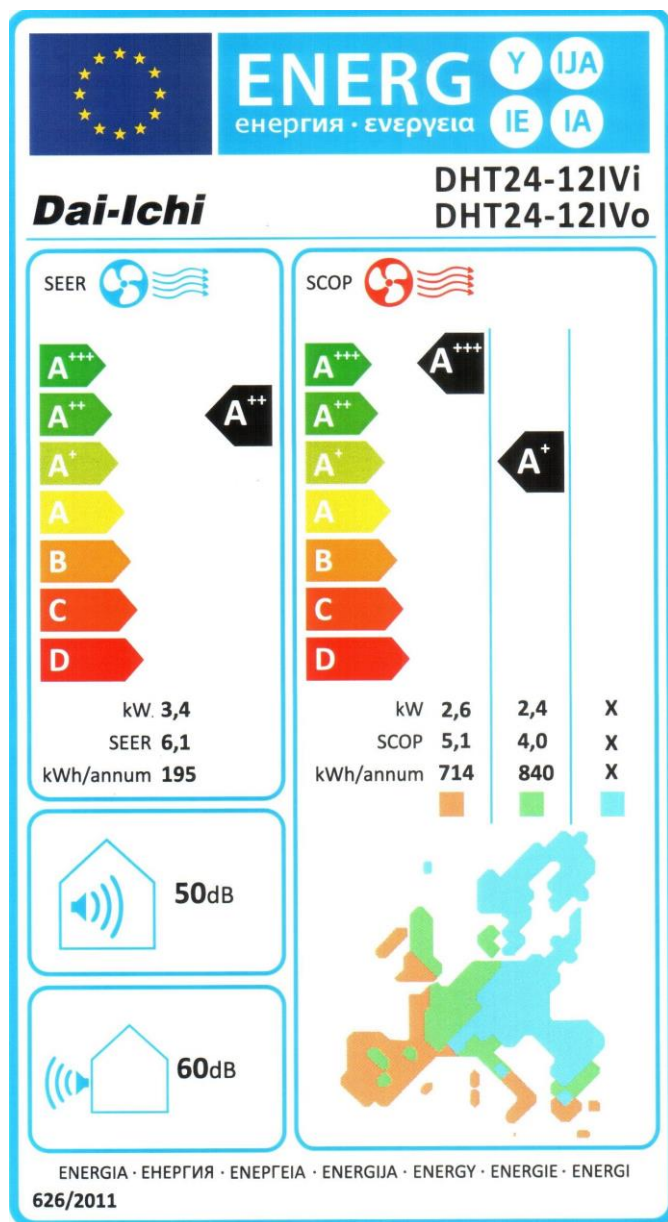 ENERG Y IJA
енергия · ενεργεια IE IA
Dai-Ichi
DHT24-12IVi
DHT24-12IVo
SEER
A+++
A++ A++
A+
A
B
C
D
kW. 3,4
SEER 6,1
kWh/annum 195
SCOP
A+++ A+++
A++
A+ A+
A
B
C
D
kW 2,6 2,4 X
SCOP 5,1 4,0 X
kWh/annum 714 840 X
50dB
60dB
ENERGIA · ЕНЕРГИЯ · ΕΝΕΡΓΕΙΑ · ENERGIJA · ENERGY · ENERGIE · ENERGI
626/2011